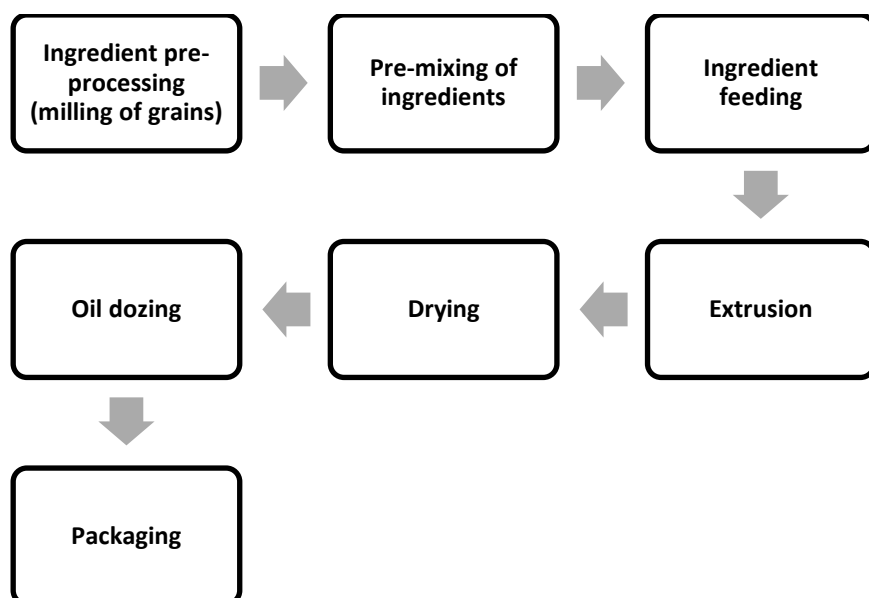 Ingredient pre-
processing
(milling of grains)
Pre-mixing of
ingredients
Ingredient
feeding
Extrusion
Drying
Oil dozing
Packaging